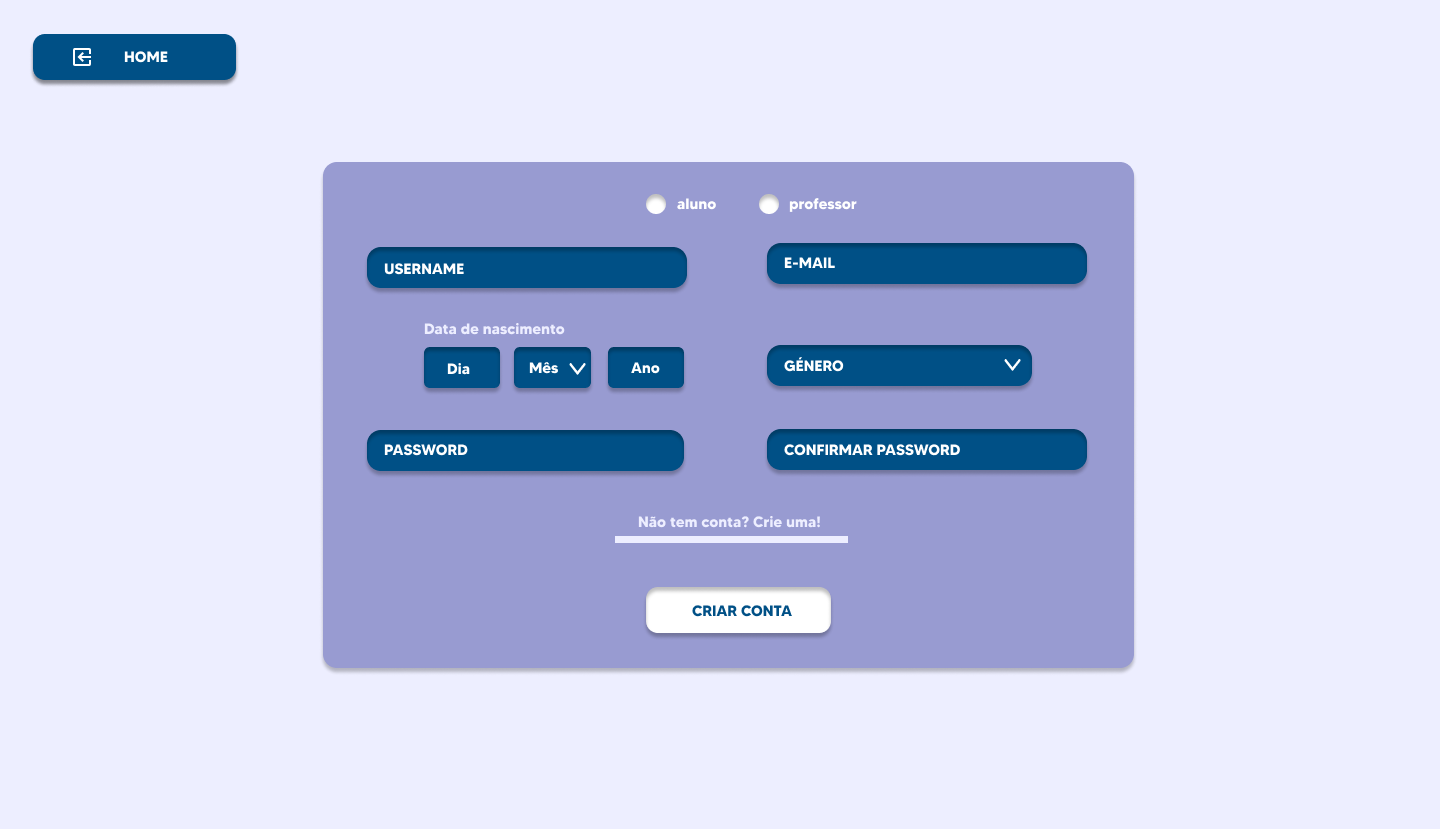 HOME
aluno professor
USERNAME E-MAIL
Data de nascimento
Dia Mês Ano GÉNERO
PASSWORD CONFIRMAR PASSWORD
Não tem conta? Crie uma!
CRIAR CONTA